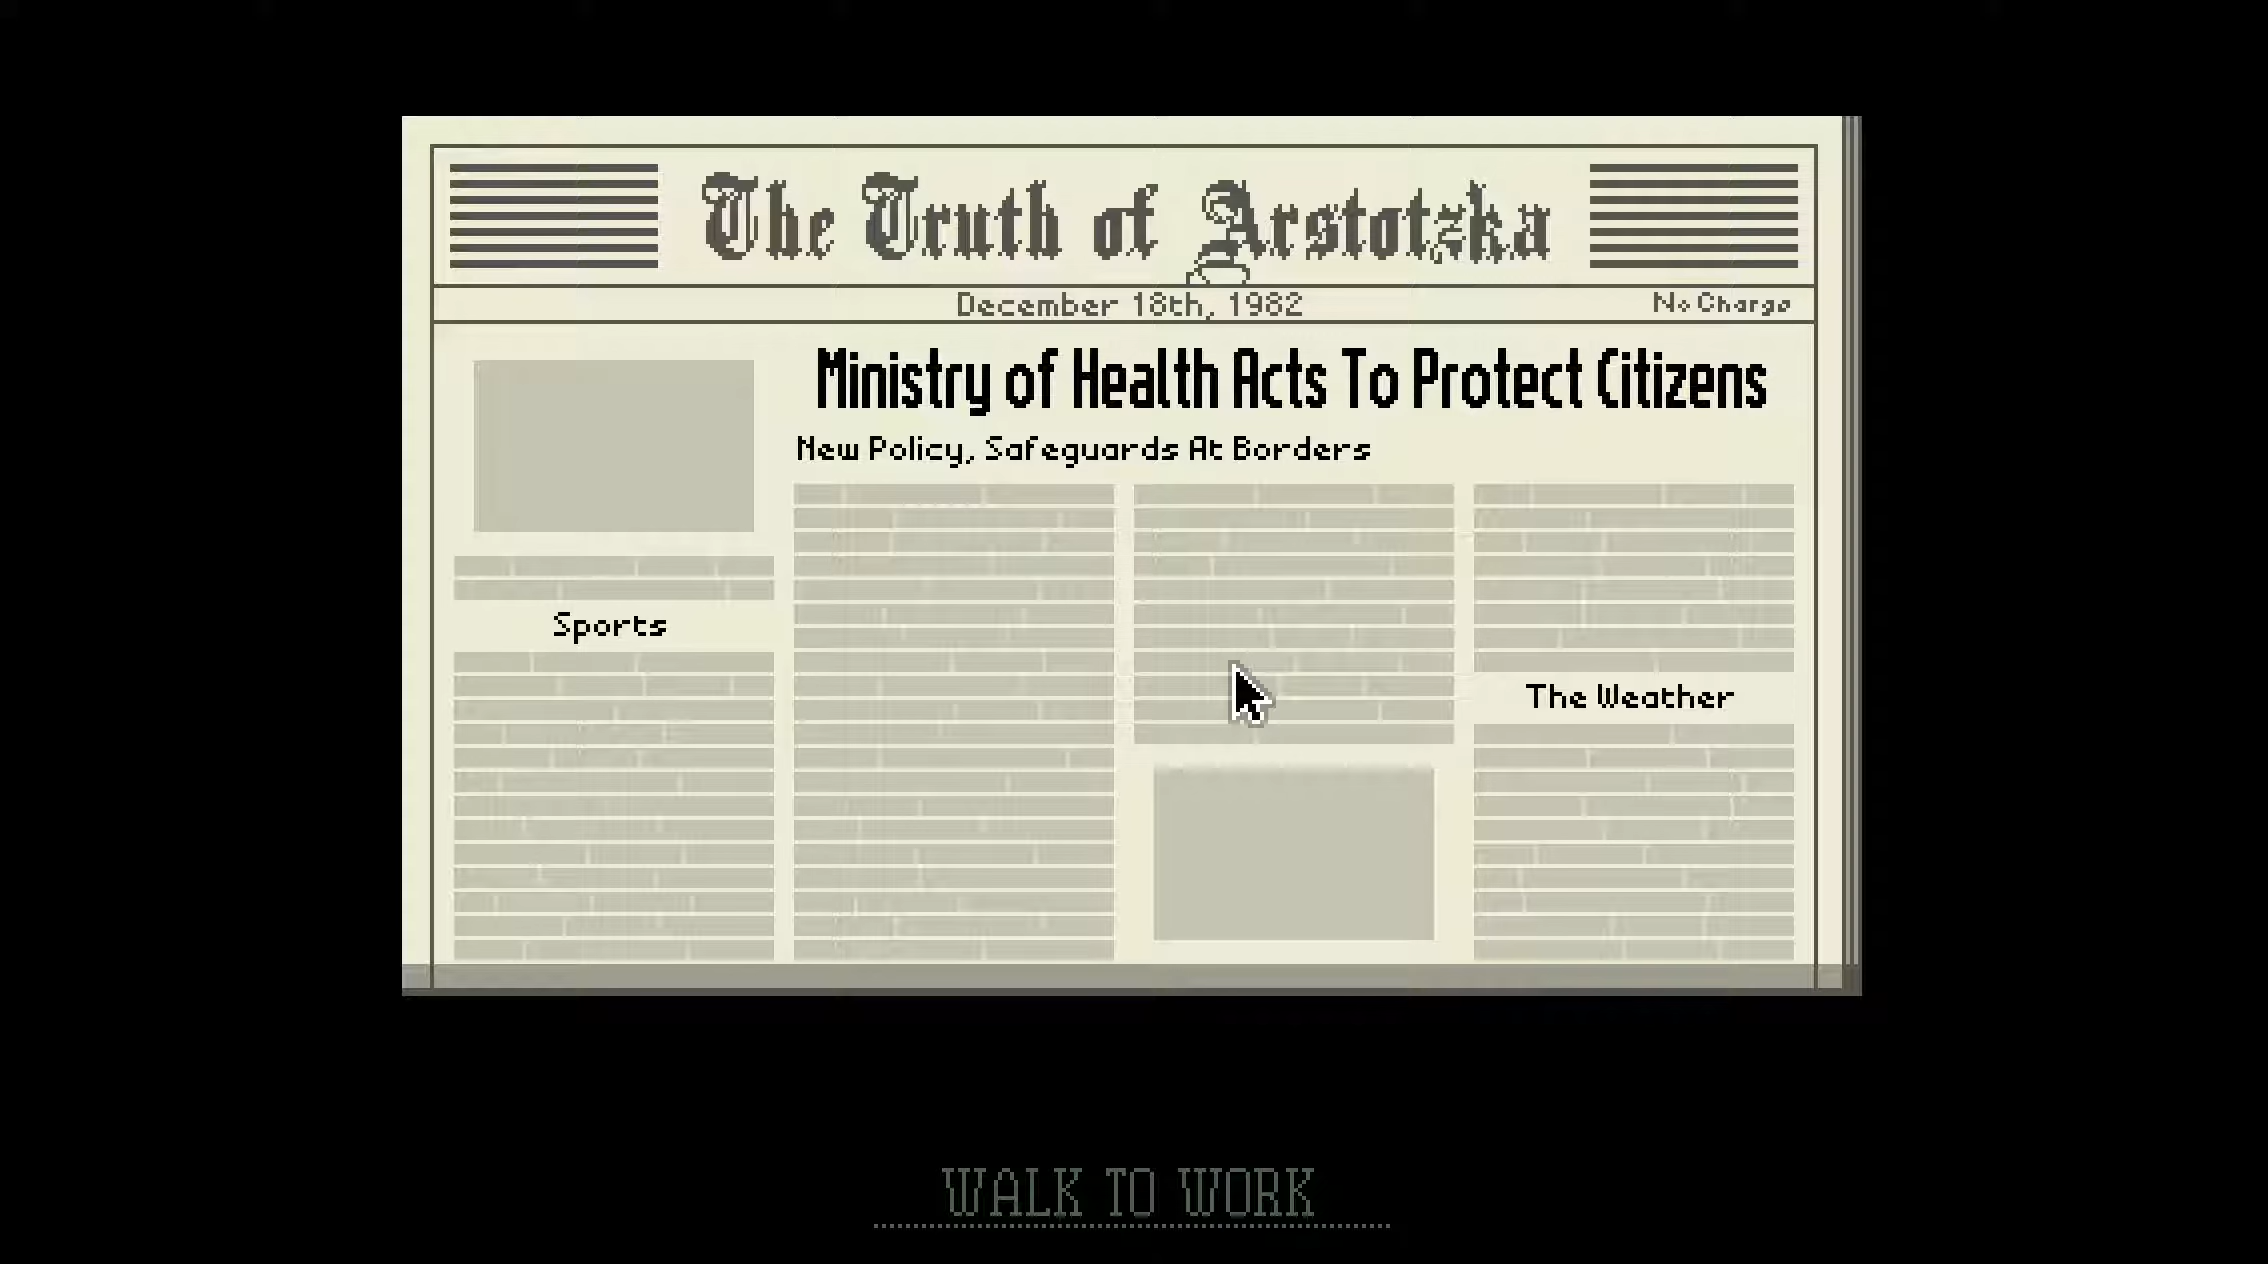 The Truth of Arstotzka
December 18th, 1982
No Charge
Ministry of Health Acts To Protect Citizens
New Policy, Safeguards At Borders
Sports
The Weather
WALK TO WORK